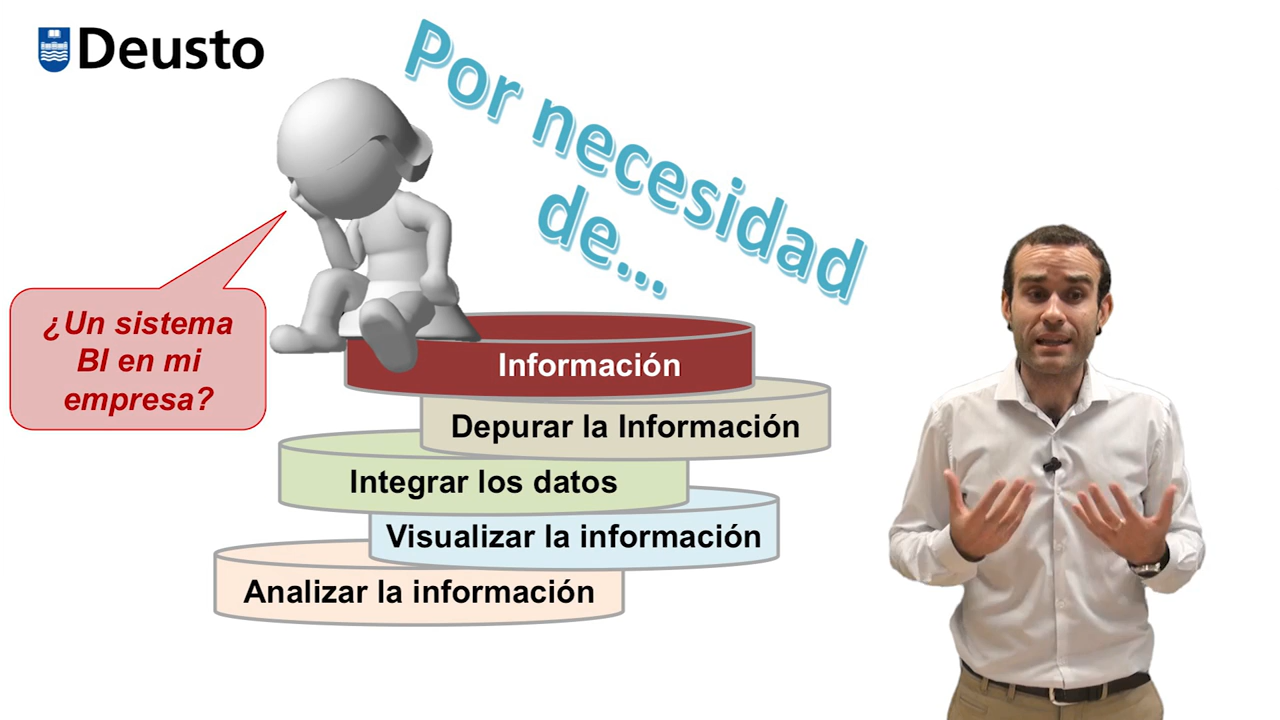 Deusto
Por necesidad
de...
¿Un sistema
BI en mi
empresa?
Información
Depurar la Información
Integrar los datos
Visualizar la información
Analizar la información